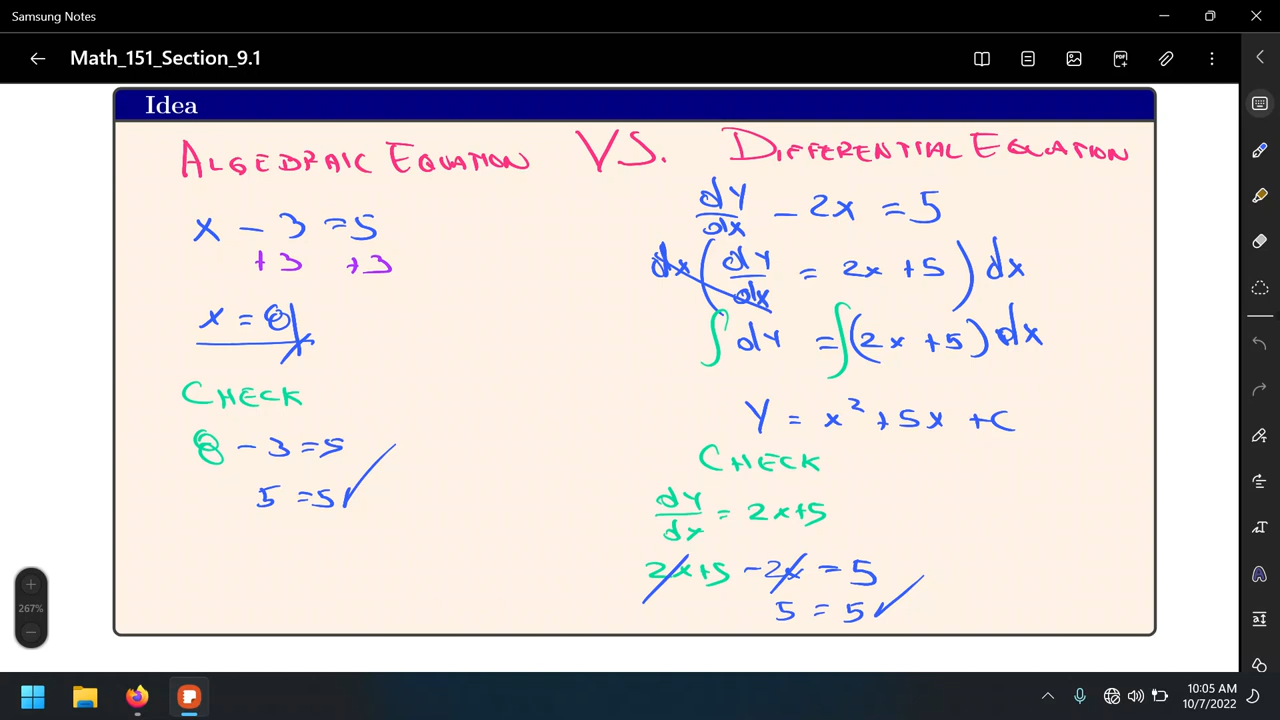 Samsung Notes
Math_151_Section_9.1
Idea
ALGEBRAIC EQUATION VS. DIFFERENTIAL EQUATION
x - 3 = 5
+3 +3
x = 8
CHECK
8 - 3 = 5
5 = 5 ✓
dy/dx - 2x = 5
dx ( dy/dx = 2x + 5 ) dx
∫ dy = ∫ (2x + 5) dx
y = x² + 5x + c
CHECK
dy/dx = 2x+5
2x+5 - 2x = 5
5 = 5 ✓
267%
10:05 AM
10/7/2022